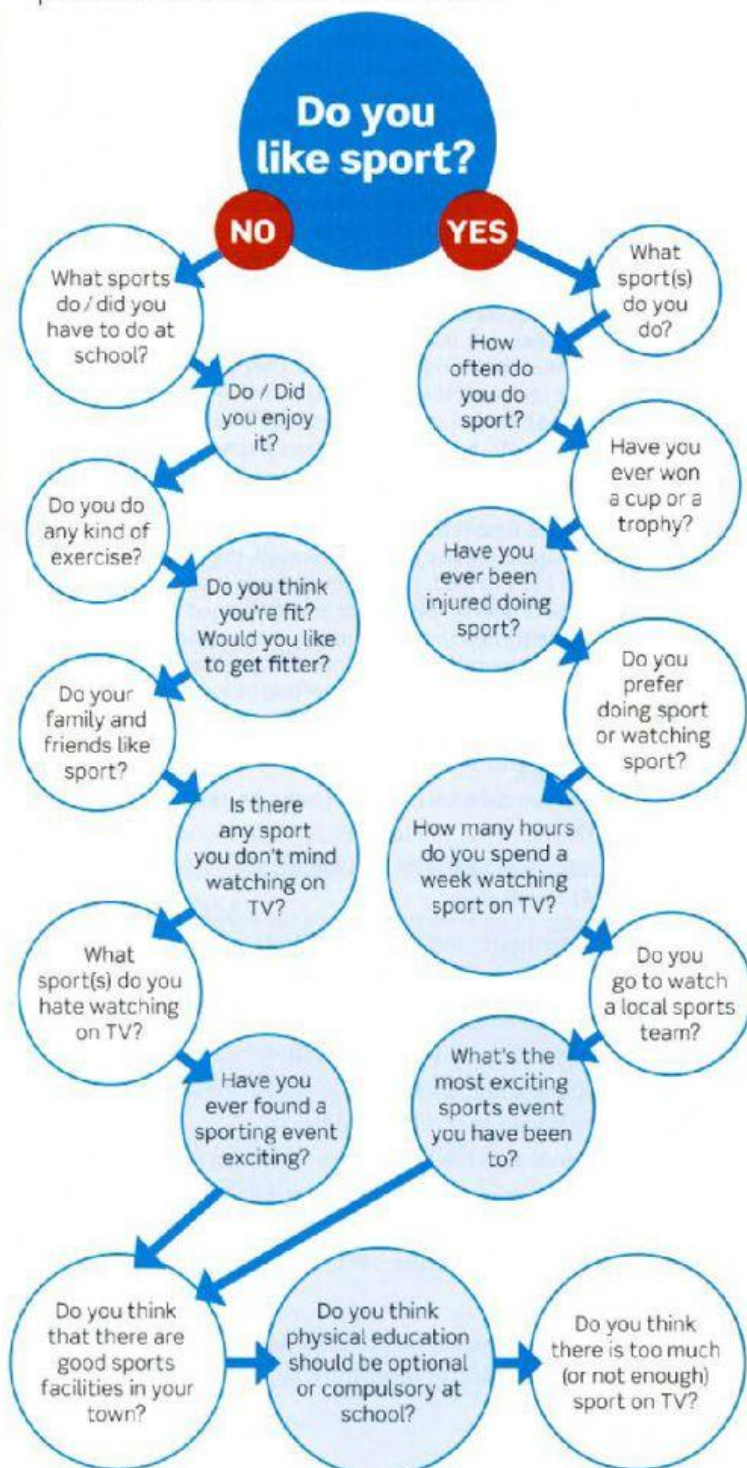 Do you
like sport?
NO
YES
What sports
do / did you
have to do at
school?
Do / Did
you enjoy
it?
Do you do
any kind of
exercise?
Do you think
you're fit?
Would you like
to get fitter?
Do your
family and
friends like
sport?
Is there
any sport
you don't mind
watching on
TV?
What
sport(s) do you
hate watching
on TV?
Have you
ever found a
sporting event
exciting?
What
sport(s)
do you
do?
How
often do
you do
sport?
Have you
ever won
a cup or a
trophy?
Have you
ever been
injured doing
sport?
Do you
prefer
doing sport
or watching
sport?
How many hours
do you spend a
week watching
sport on TV?
Do you
go to watch
a local sports
team?
What's the
most exciting
sports event
you have been
to?
Do you think
that there are
good sports
facilities in your
town?
Do you think
physical education
should be optional
or compulsory at
school?
Do you think
there is too much
(or not enough)
sport on TV?